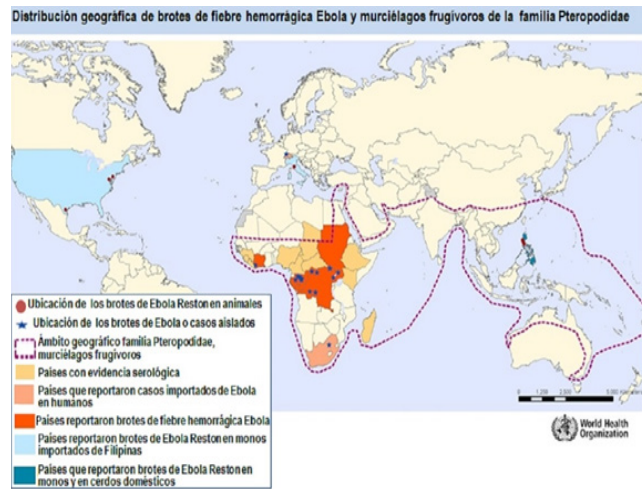 Distribución geográfica de brotes de fiebre hemorrágica Ebola y murciélagos frugívoros de la familia Pteropodidae
Ubicación de los brotes de Ebola Reston en animales
Ubicación de los brotes de Ebola o casos aislados
Ámbito geográfico familia Pteropodidae,
murciélagos frugivoros
Paises con evidencia serológica
Paises que reportaron casos importados de Ebola
en humanos
Países reportaron brotes de fiebre hemorrágica Ebola
Paises reportaron brotes de Ebola Reston en monos
importados de Filipinas
Países que reportaron brotes de Ebola Reston en
monos y en cerdos domésticos
World Health
Organization